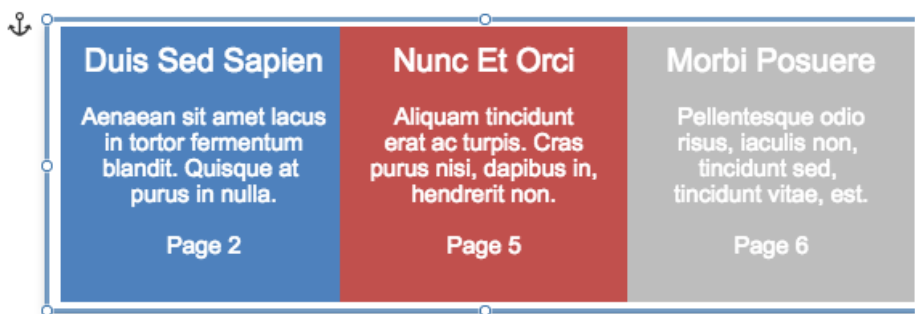 Duis Sed Sapien
Aenaean sit amet lacus
in tortor fermentum
blandit. Quisque at
purus in nulla.
Page 2
Nunc Et Orci
Aliquam tincidunt
erat ac turpis. Cras
purus nisi, dapibus in,
hendrerit non.
Page 5
Morbi Posuere
Pellentesque odio
risus, iaculis non,
tincidunt sed,
tincidunt vitae, est.
Page 6